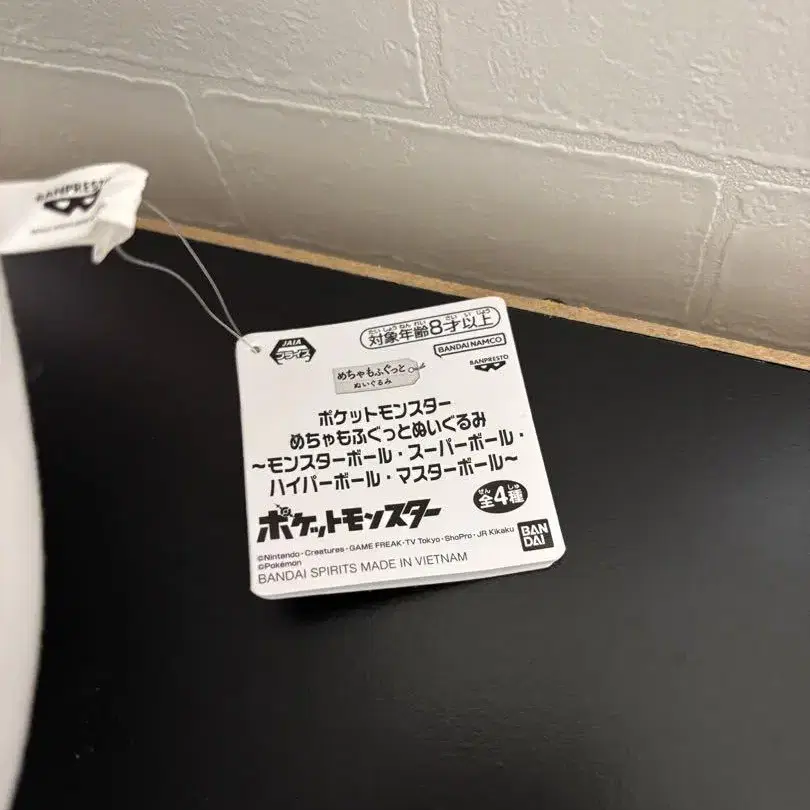 BANPRESTO
JAIA
プライズ
たいしょうねんれい さい いじょう
対象年齢8才以上
BANDAI NAMCO
BANPRESTO
めちゃもふぐっと
ぬいぐるみ
ポケットモンスター
めちゃもふぐっとぬいぐるみ
～モンスターボール・スーパーボール・
ハイパーボール・マスターボール～
ぜん しゅ
全4種
ポケットモンスター
©Nintendo・Creatures・GAME FREAK・TV Tokyo・ShoPro・JR Kikaku
©Pokémon
BANDAI SPIRITS MADE IN VIETNAM
BAN
DAI